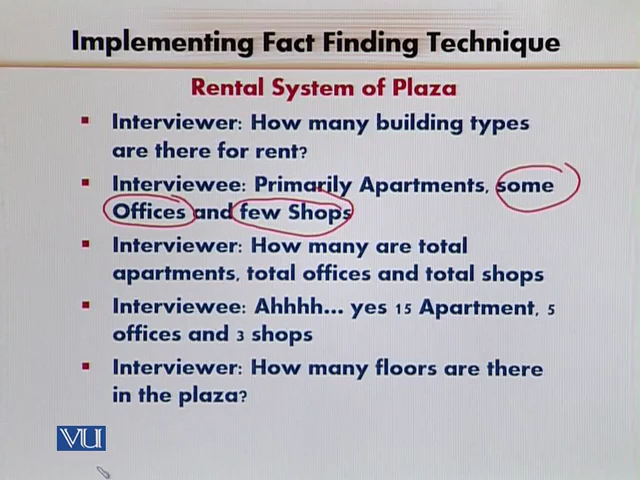 Implementing Fact Finding Technique
Rental System of Plaza
Interviewer: How many building types
are there for rent?
Interviewee: Primarily Apartments, some
Offices and few Shops
Interviewer: How many are total
apartments, total offices and total shops
Interviewee: Ahhhh... yes 15 Apartment, 5
offices and 3 shops
Interviewer: How many floors are there
in the plaza?
VU